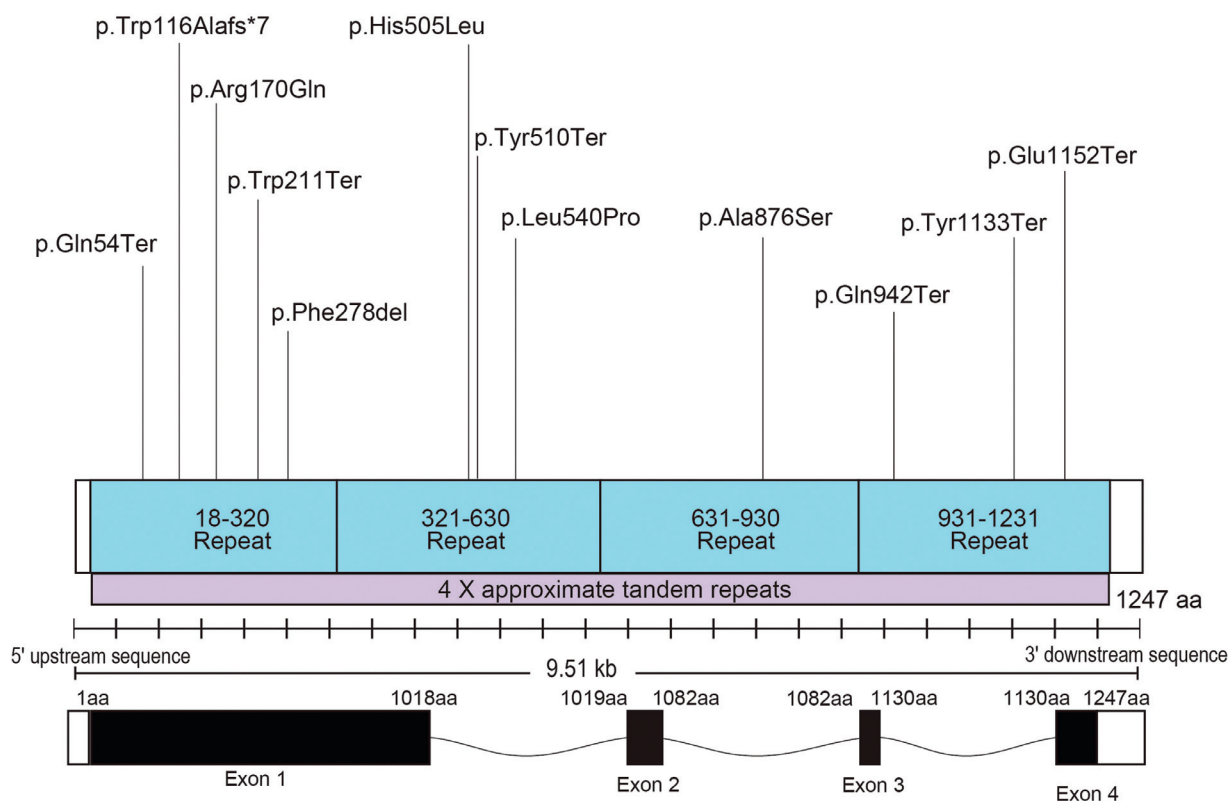 p.Trp116Alafs*7
p.His505Leu
p.Arg170Gln
p.Tyr510Ter
p.Glu1152Ter
p.Trp211Ter
p.Leu540Pro
p.Ala876Ser
p.Tyr1133Ter
p.Gln54Ter
p.Gln942Ter
p.Phe278del
18-320
Repeat
321-630
Repeat
631-930
Repeat
931-1231
Repeat
4 X approximate tandem repeats
1247 aa
5' upstream sequence
3' downstream sequence
9.51 kb
1aa
1018aa
1019aa
1082aa
1082aa
1130aa
1130aa
1247aa
Exon 1
Exon 2
Exon 3
Exon 4